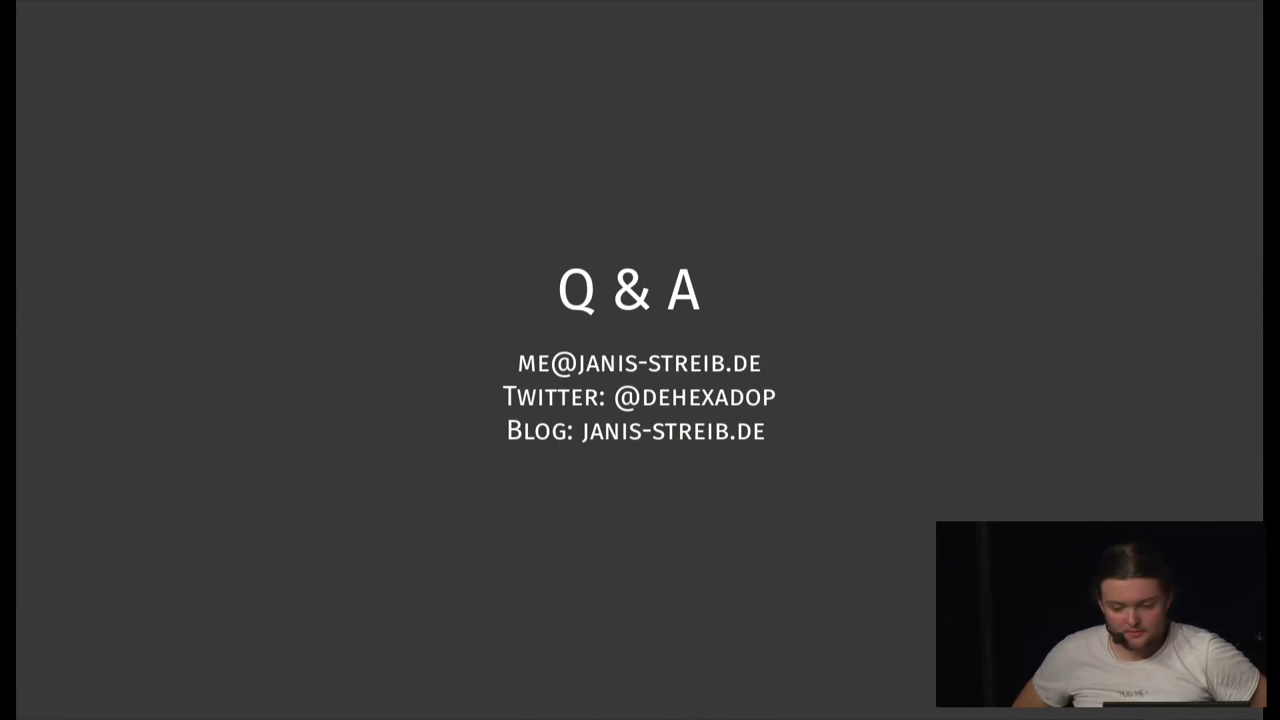 Q & A
ME@JANIS-STREIB.DE
TWITTER: @DEHEXADOP
BLOG: JANIS-STREIB.DE